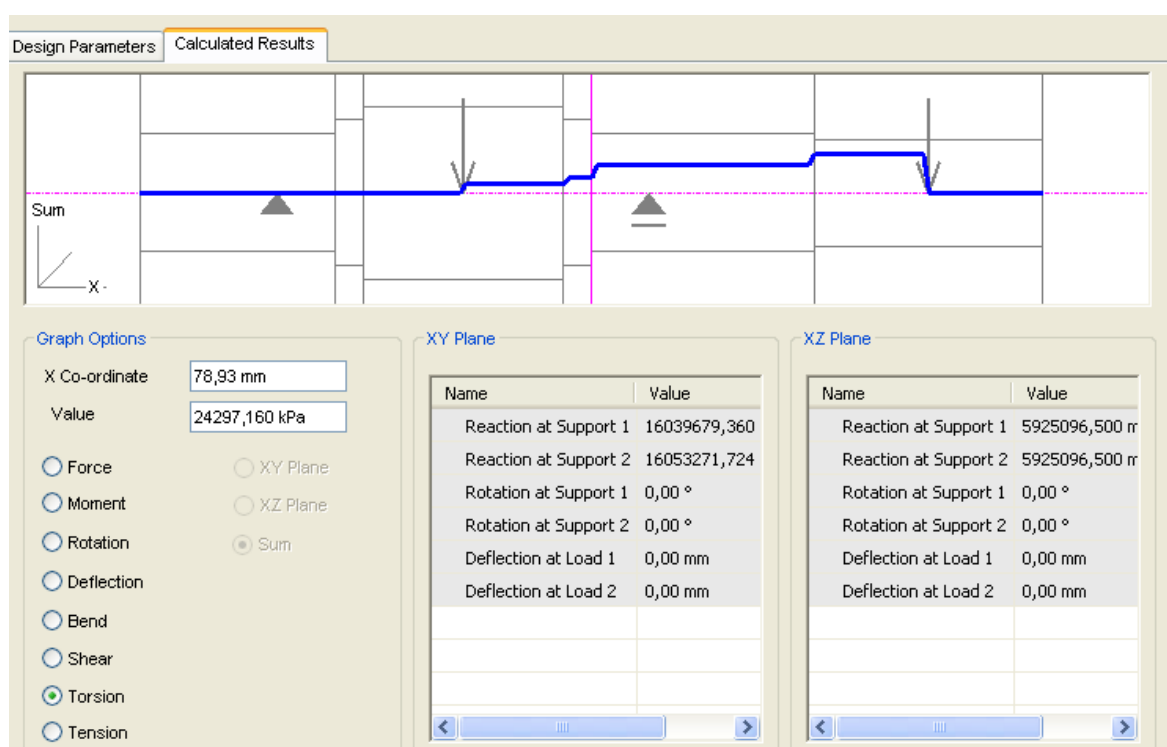 Design Parameters Calculated Results
Sum
X -
Graph Options
X Co-ordinate 78,93 mm
Value 24297,160 kPa
Force XY Plane
Moment XZ Plane
Rotation Sum
Deflection
Bend
Shear
Torsion
Tension
XY Plane
Name Value
Reaction at Support 1 16039679,360
Reaction at Support 2 16053271,724
Rotation at Support 1 0,00 °
Rotation at Support 2 0,00 °
Deflection at Load 1 0,00 mm
Deflection at Load 2 0,00 mm
XZ Plane
Name Value
Reaction at Support 1 5925096,500 m
Reaction at Support 2 5925096,500 m
Rotation at Support 1 0,00 °
Rotation at Support 2 0,00 °
Deflection at Load 1 0,00 mm
Deflection at Load 2 0,00 mm